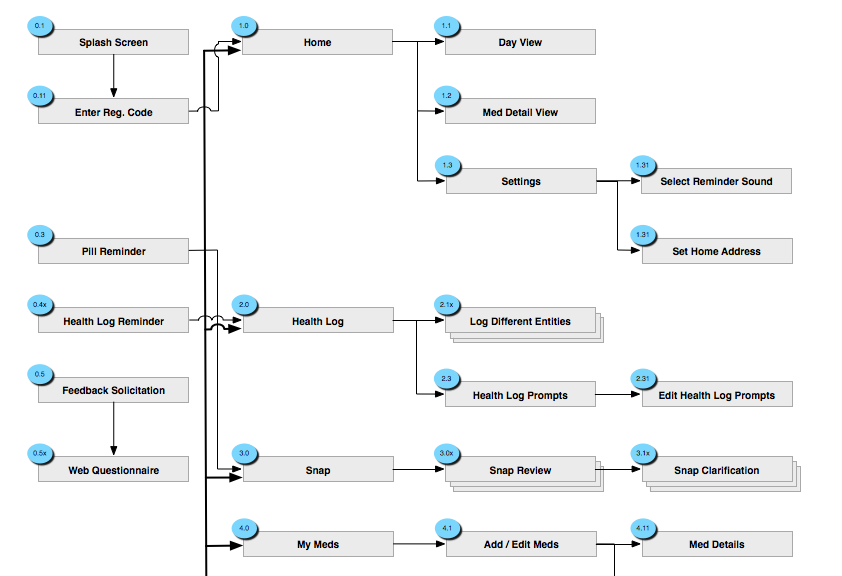 0.1
Splash Screen
1.0
Home
1.1
Day View
0.11
Enter Reg. Code
1.2
Med Detail View
1.3
Settings
1.31
Select Reminder Sound
0.3
Pill Reminder
1.31
Set Home Address
0.4x
Health Log Reminder
2.0
Health Log
2.1x
Log Different Entities
0.5
Feedback Solicitation
2.3
Health Log Prompts
2.31
Edit Health Log Prompts
0.5x
Web Questionnaire
3.0
Snap
3.0x
Snap Review
3.1x
Snap Clarification
4.0
My Meds
4.1
Add / Edit Meds
4.11
Med Details